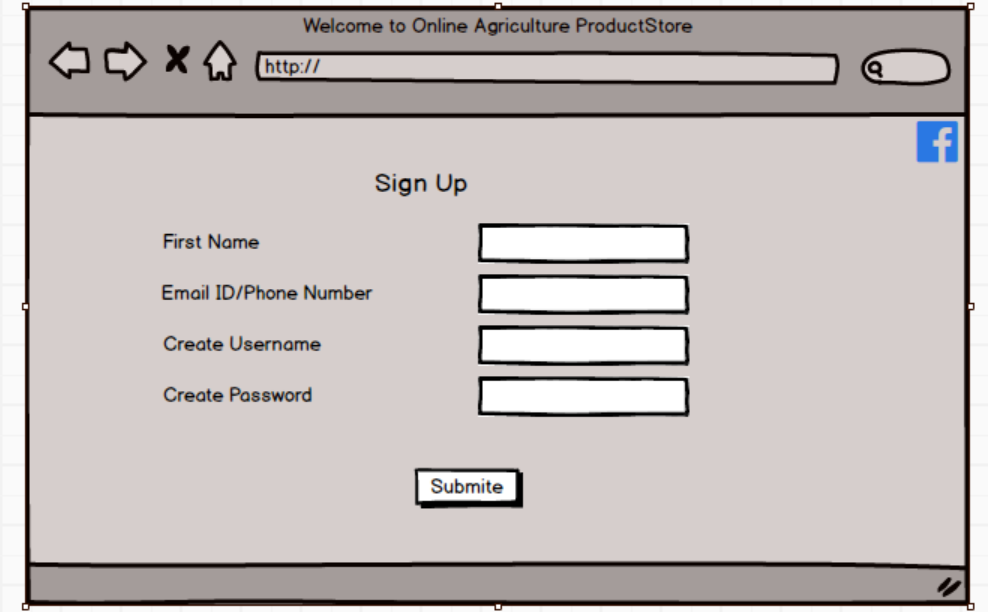 Welcome to Online Agriculture ProductStore
http://
f
Sign Up
First Name
Email ID/Phone Number
Create Username
Create Password
Submite